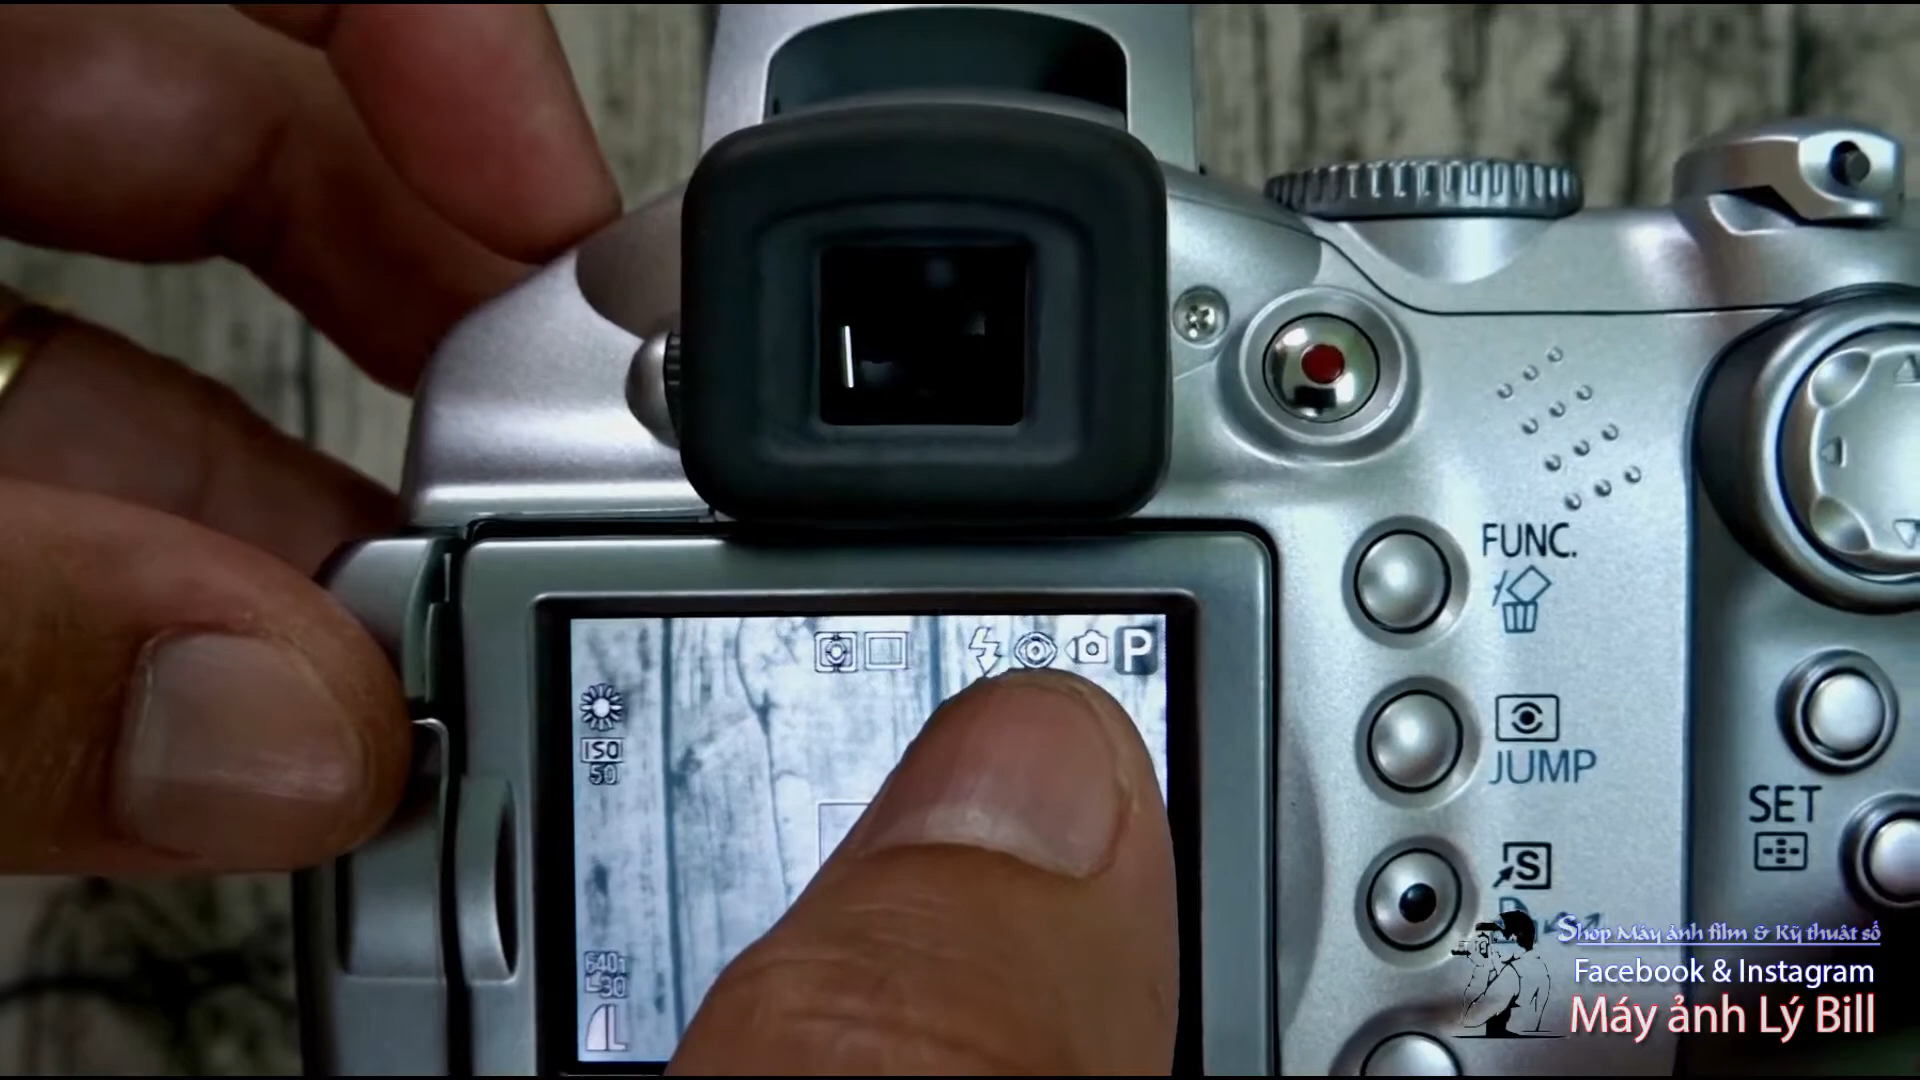 FUNC.
P
ISO
50
JUMP
SET
S
640
30
L
Shop Máy ảnh film & Kỹ thuật số
Facebook & Instagram
Máy ảnh Lý Bill